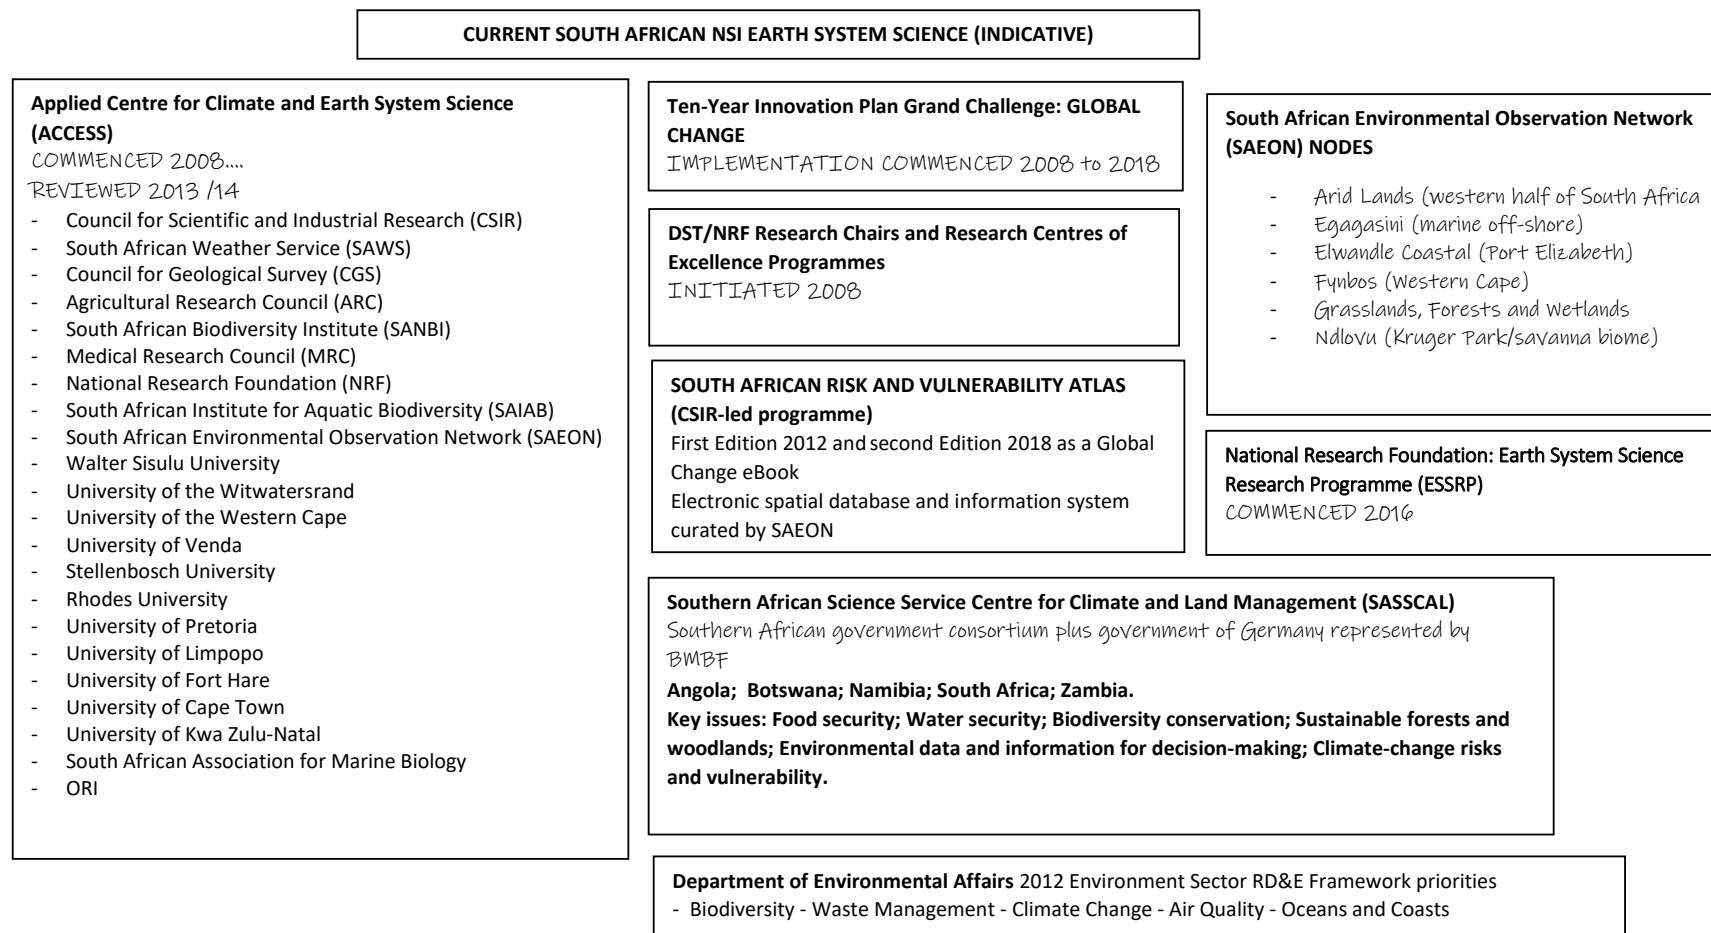 CURRENT SOUTH AFRICAN NSI EARTH SYSTEM SCIENCE (INDICATIVE)
Applied Centre for Climate and Earth System Science
(ACCESS)
COMMENCED 2008....
REVIEWED 2013 /14
- Council for Scientific and Industrial Research (CSIR)
- South African Weather Service (SAWS)
- Council for Geological Survey (CGS)
- Agricultural Research Council (ARC)
- South African Biodiversity Institute (SANBI)
- Medical Research Council (MRC)
- National Research Foundation (NRF)
- South African Institute for Aquatic Biodiversity (SAIAB)
- South African Environmental Observation Network (SAEON)
- Walter Sisulu University
- University of the Witwatersrand
- University of the Western Cape
- University of Venda
- Stellenbosch University
- Rhodes University
- University of Pretoria
- University of Limpopo
- University of Fort Hare
- University of Cape Town
- University of Kwa Zulu-Natal
- South African Association for Marine Biology
- ORI
Ten-Year Innovation Plan Grand Challenge: GLOBAL
CHANGE
IMPLEMENTATION COMMENCED 2008 to 2018
DST/NRF Research Chairs and Research Centres of
Excellence Programmes
INITIATED 2008
SOUTH AFRICAN RISK AND VULNERABILITY ATLAS
(CSIR-led programme)
First Edition 2012 and second Edition 2018 as a Global
Change eBook
Electronic spatial database and information system
curated by SAEON
South African Environmental Observation Network
(SAEON) NODES
- Arid Lands (western half of South Africa
- Egagasini (marine off-shore)
- Elwandle Coastal (Port Elizabeth)
- Fynbos (Western Cape)
- Grasslands, Forests and Wetlands
- Ndlovu (Kruger Park/savanna biome)
National Research Foundation: Earth System Science
Research Programme (ESSRP)
COMMENCED 2016
Southern African Science Service Centre for Climate and Land Management (SASSCAL)
Southern African government consortium plus government of Germany represented by
BMBF
Angola; Botswana; Namibia; South Africa; Zambia.
Key issues: Food security; Water security; Biodiversity conservation; Sustainable forests and
woodlands; Environmental data and information for decision-making; Climate-change risks
and vulnerability.
Department of Environmental Affairs 2012 Environment Sector RD&E Framework priorities
- Biodiversity - Waste Management - Climate Change - Air Quality - Oceans and Coasts